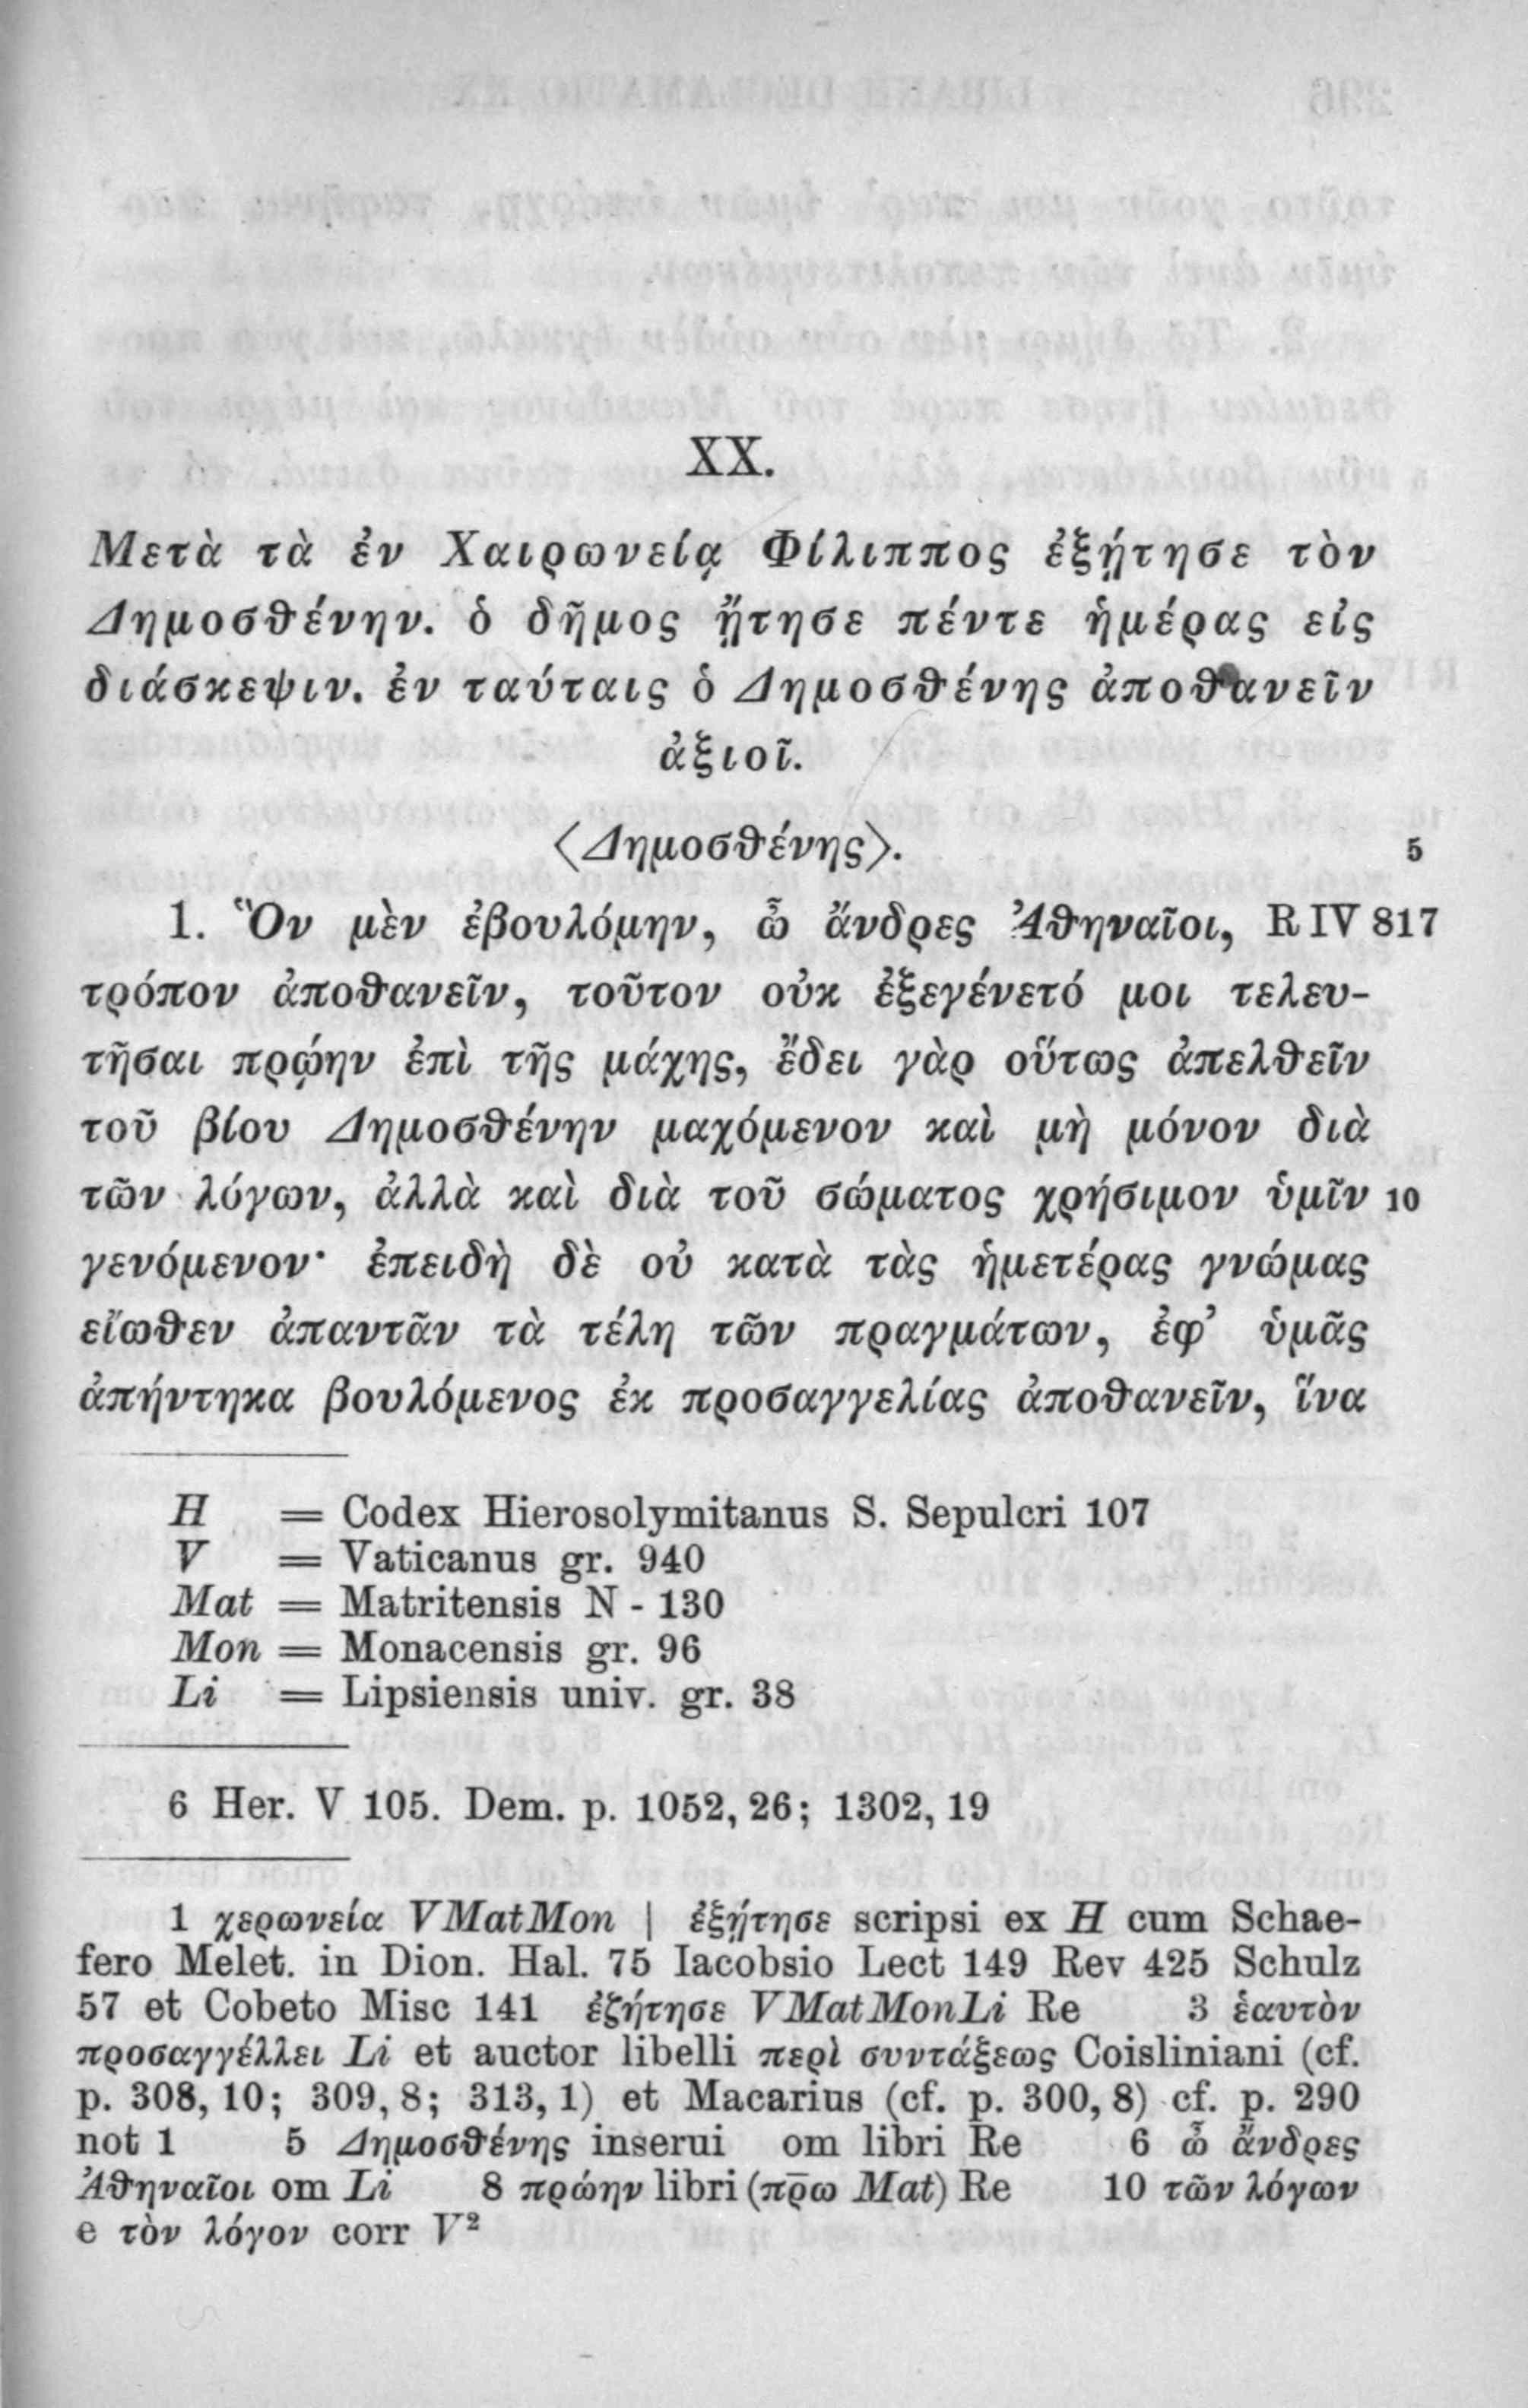 XX.
Μετὰ τὰ ἐν Χαιρωνείᾳ Φίλιππος ἐξῄτησε τὸν
Δημοσθένην. ὁ δῆμος ᾔτησε πέντε ἡμέρας εἰς
διάσκεψιν. ἐν ταύταις ὁ Δημοσθένης ἀποθανεῖν
ἀξιοῖ.
⟨Δημοσθένης⟩. 5
1. Ὃν μὲν ἐβουλόμην, ὦ ἄνδρες Ἀθηναῖοι, R IV 817
τρόπον ἀποθανεῖν, τοῦτον οὐκ ἐξεγένετό μοι τελευ-
τῆσαι πρῴην ἐπὶ τῆς μάχης, ἔδει γὰρ οὕτως ἀπελθεῖν
τοῦ βίου Δημοσθένην μαχόμενον καὶ μὴ μόνον διὰ
τῶν λόγων, ἀλλὰ καὶ διὰ τοῦ σώματος χρήσιμον ὑμῖν 10
γενόμενον· ἐπειδὴ δὲ οὐ κατὰ τὰς ἡμετέρας γνώμας
εἴωθεν ἀπαντᾶν τὰ τέλη τῶν πραγμάτων, ἐφ’ ὑμᾶς
ἀπήντηκα βουλόμενος ἐκ προσαγγελίας ἀποθανεῖν, ἵνα
H = Codex Hierosolymitanus S. Sepulcri 107
V = Vaticanus gr. 940
Mat = Matritensis N - 130
Mon = Monacensis gr. 96
Li = Lipsiensis univ. gr. 38
6 Her. V 105. Dem. p. 1052, 26; 1302, 19
1 χερωνεία VMatMon | ἐξῄτησε scripsi ex H cum Schae-
fero Melet. in Dion. Hal. 75 Iacobsio Lect 149 Rev 425 Schulz
57 et Cobeto Misc 141 ἐζήτησε VMatMonLi Re 3 ἑαυτὸν
προσαγγέλλει Li et auctor libelli περὶ συντάξεως Coisliniani (cf.
p. 308, 10; 309, 8; 313, 1) et Macarius (cf. p. 300, 8) cf. p. 290
not 1 5 Δημοσθένης inserui om libri Re 6 ὦ ἄνδρες
Ἀθηναῖοι om Li 8 πρώην libri (πρ̄ω Mat) Re 10 τῶν λόγων
e τὸν λόγον corr V²